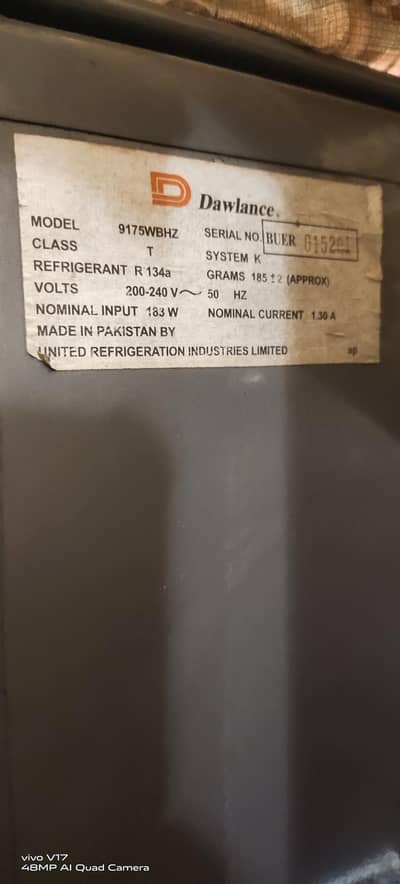 Dawlance
MODEL 9175WBHZ SERIAL NO. BUER 015201
CLASS T SYSTEM K
REFRIGERANT R 134a GRAMS 185 ± 2 (APPROX)
VOLTS 200-240 V~ 50 HZ
NOMINAL INPUT 183 W NOMINAL CURRENT 1.30 A
MADE IN PAKISTAN BY
UNITED REFRIGERATION INDUSTRIES LIMITED ap
vivo V17
48MP AI Quad Camera